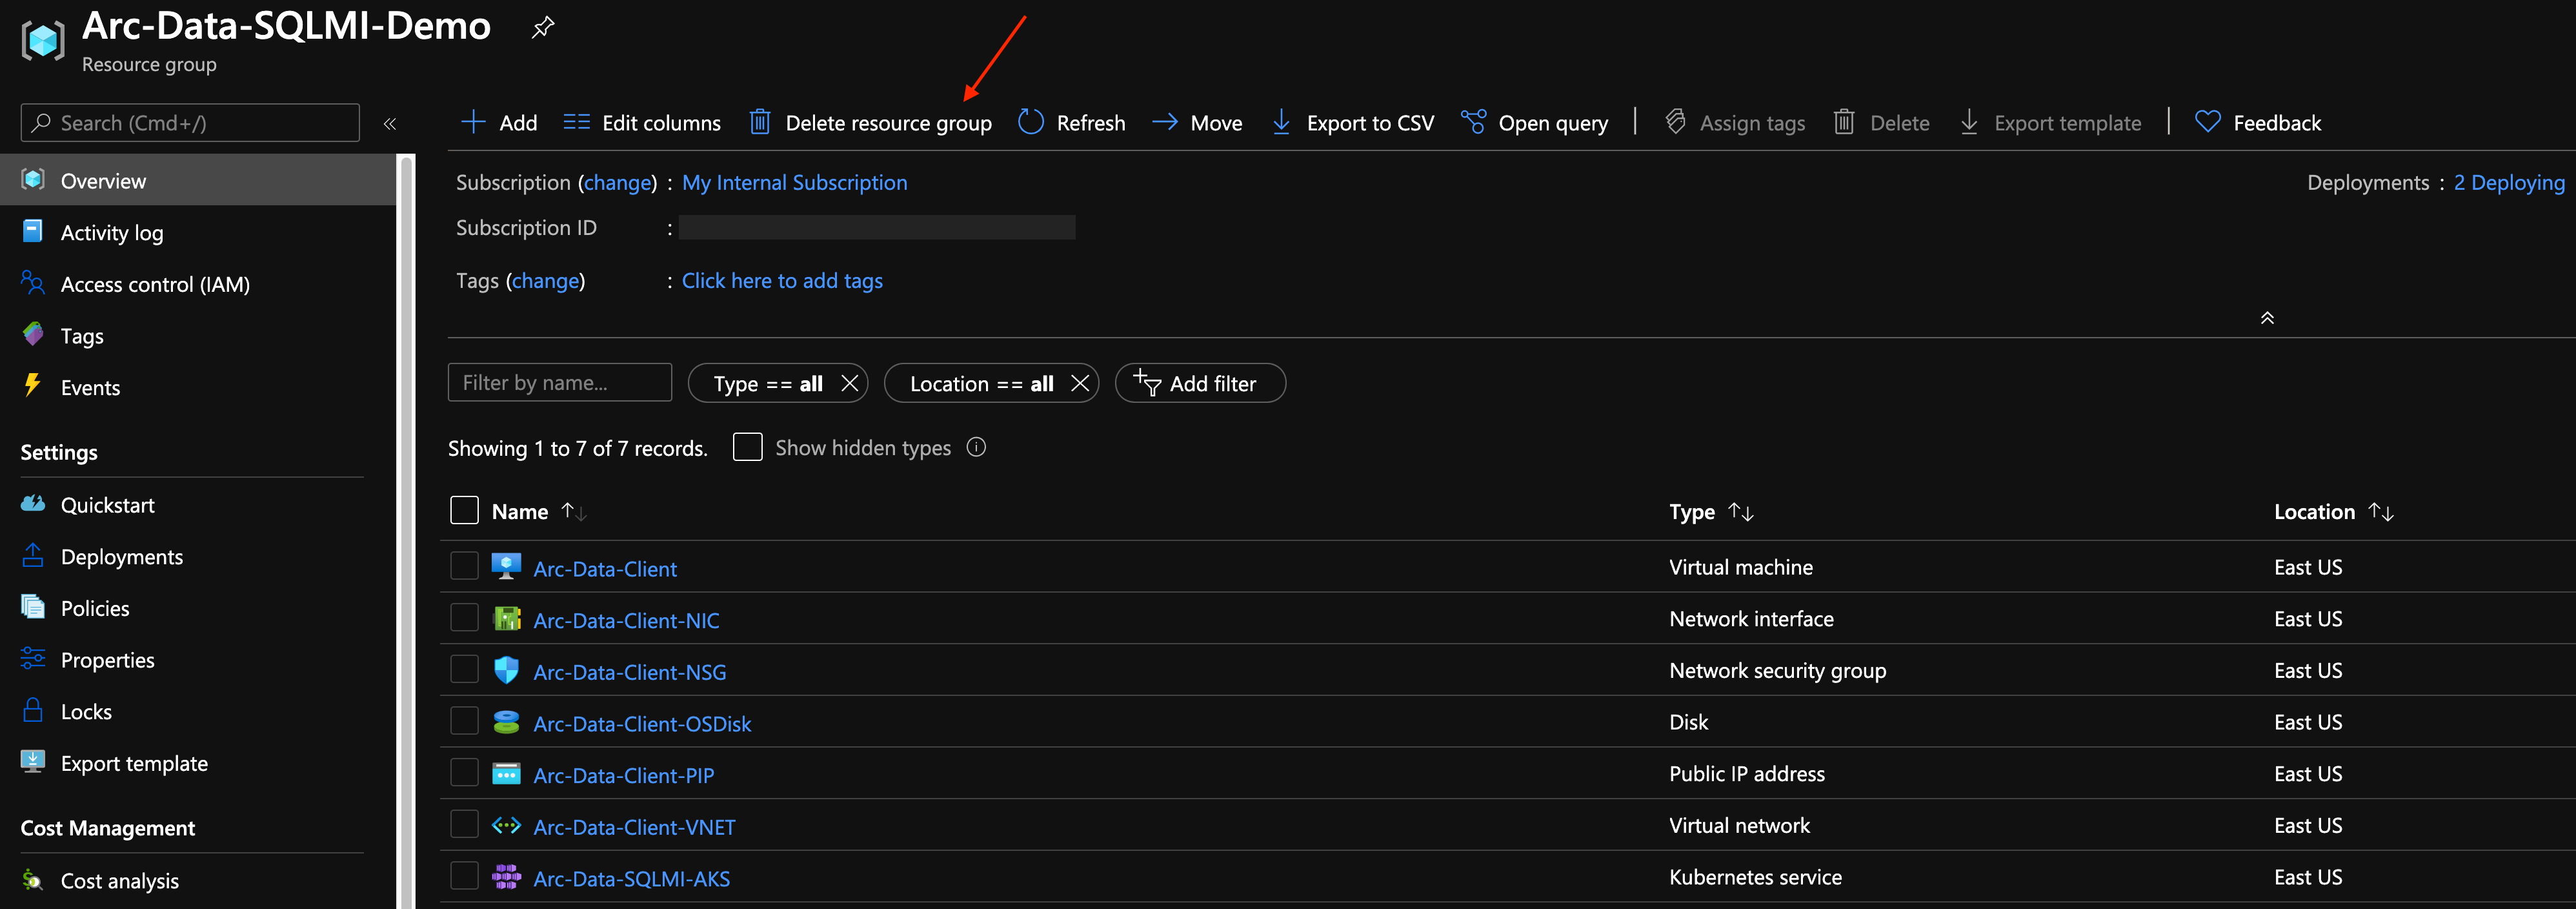 Arc-Data-SQLMI-Demo
Resource group
Search (Cmd+/)
«
Add
Edit columns
Delete resource group
Refresh
Move
Export to CSV
Open query
Assign tags
Delete
Export template
Feedback
Overview
Activity log
Access control (IAM)
Tags
Events
Settings
Quickstart
Deployments
Policies
Properties
Locks
Export template
Cost Management
Cost analysis
Subscription (change) : My Internal Subscription
Deployments : 2 Deploying
Subscription ID :
Tags (change) : Click here to add tags
Filter by name...
Type == all
Location == all
Add filter
Showing 1 to 7 of 7 records.
Show hidden types
Name Type Location
Arc-Data-Client Virtual machine East US
Arc-Data-Client-NIC Network interface East US
Arc-Data-Client-NSG Network security group East US
Arc-Data-Client-OSDisk Disk East US
Arc-Data-Client-PIP Public IP address East US
Arc-Data-Client-VNET Virtual network East US
Arc-Data-SQLMI-AKS Kubernetes service East US